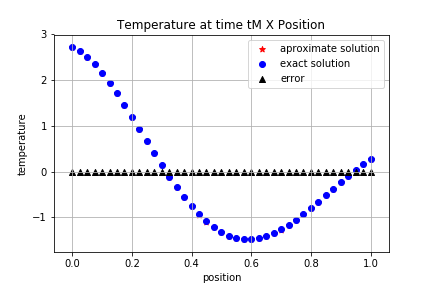 Temperature at time tM X Position
3
2
1
0
−1
temperature
aproximate solution
exact solution
error
0.0 0.2 0.4 0.6 0.8 1.0
position